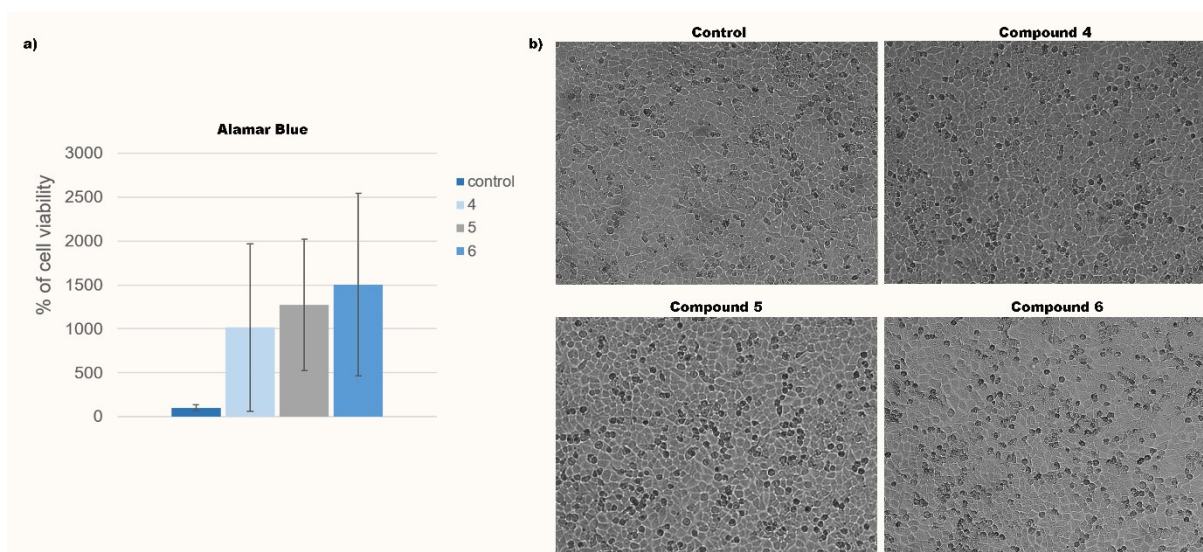 a)
Alamar Blue
% of cell viability
3000
2500
2000
1500
1000
500
0
control
4
5
6
b)
Control
Compound 4
Compound 5
Compound 6